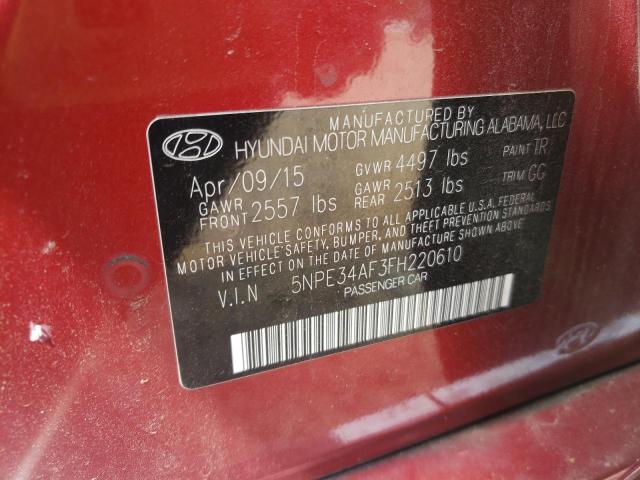 MANUFACTURED BY
HYUNDAI MOTOR MANUFACTURING ALABAMA, LLC
Apr/09/15 GVWR 4497 lbs PAINT TR
GAWR FRONT 2557 lbs GAWR REAR 2513 lbs TRIM GG
THIS VEHICLE CONFORMS TO ALL APPLICABLE U.S.A. FEDERAL
MOTOR VEHICLE SAFETY, BUMPER, AND THEFT PREVENTION STANDARDS
IN EFFECT ON THE DATE OF MANUFACTURE SHOWN ABOVE.
V.I.N 5NPE34AF3FH220610
PASSENGER CAR